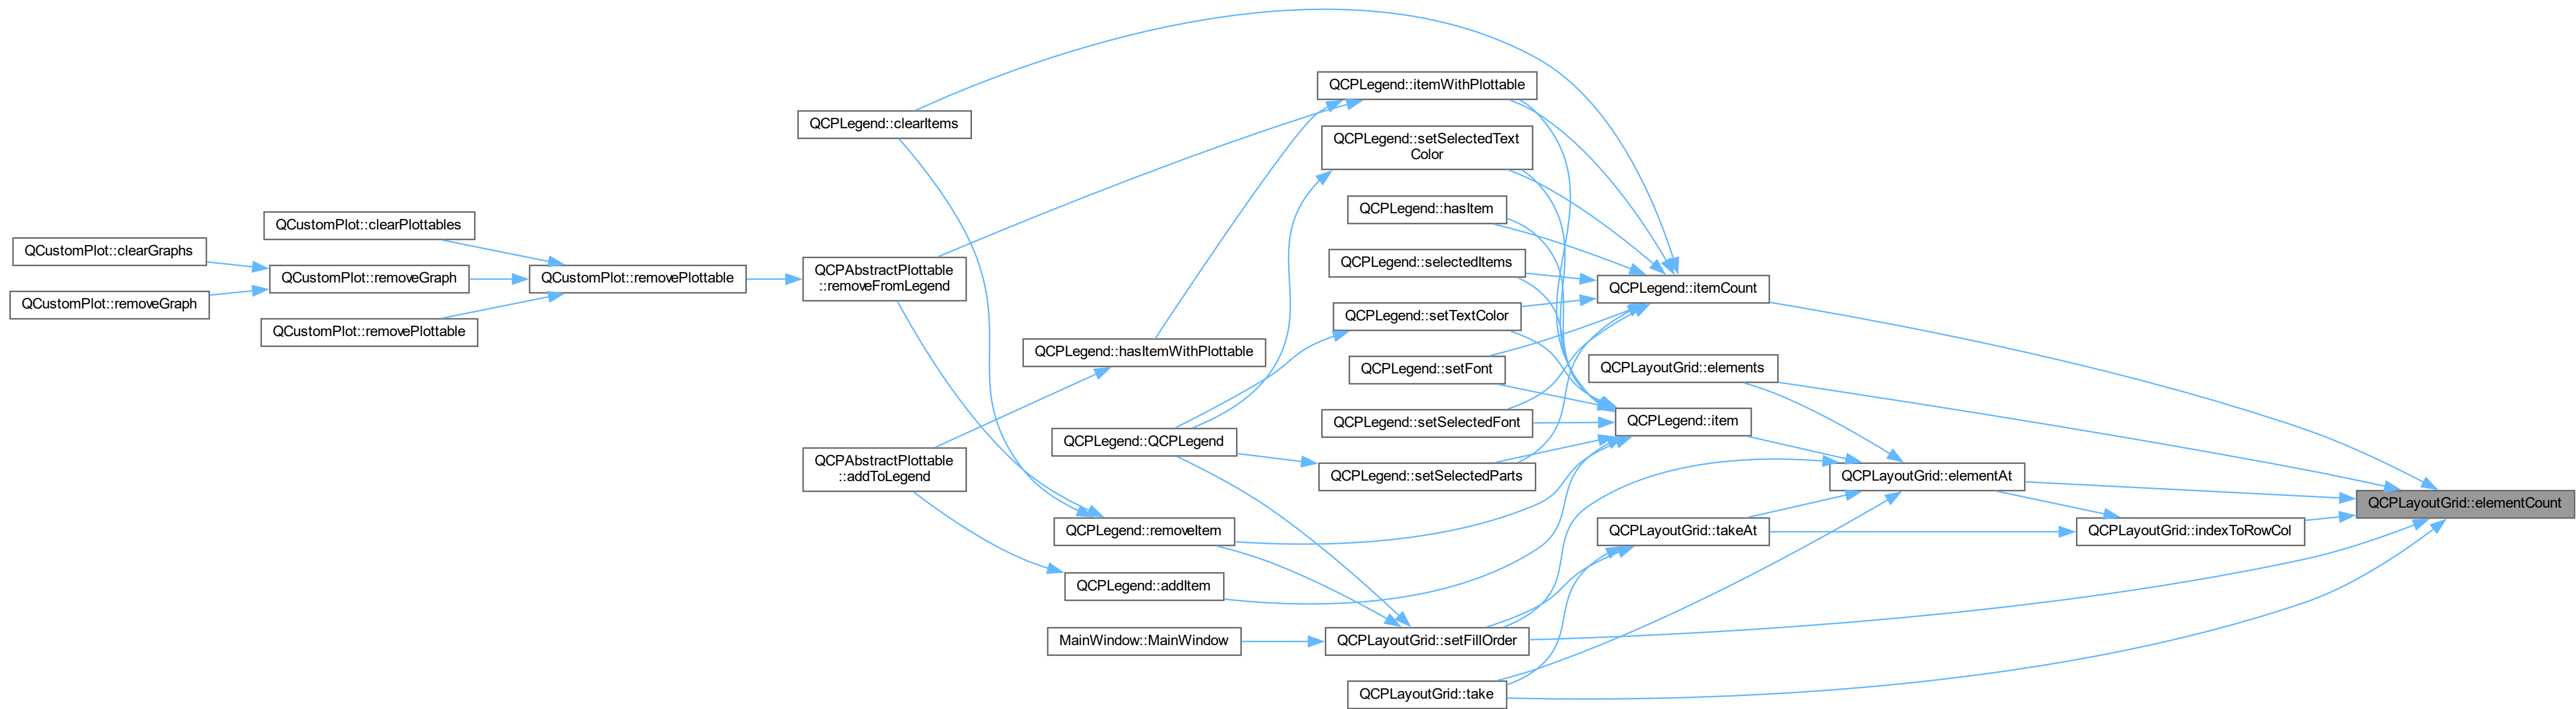 QCPLegend::itemWithPlottable
QCPLegend::clearItems
QCPLegend::setSelectedText
Color
QCPLegend::hasItem
QCustomPlot::clearPlottables
QCustomPlot::clearGraphs
QCPLegend::selectedItems
QCustomPlot::removeGraph
QCustomPlot::removePlottable
QCPAbstractPlottable
::removeFromLegend
QCPLegend::itemCount
QCustomPlot::removeGraph
QCPLegend::setTextColor
QCustomPlot::removePlottable
QCPLegend::hasItemWithPlottable
QCPLegend::setFont
QCPLayoutGrid::elements
QCPLegend::setSelectedFont
QCPLegend::item
QCPLegend::QCPLegend
QCPAbstractPlottable
::addToLegend
QCPLegend::setSelectedParts
QCPLayoutGrid::elementAt
QCPLayoutGrid::elementCount
QCPLegend::removeItem
QCPLayoutGrid::takeAt
QCPLayoutGrid::indexToRowCol
QCPLegend::addItem
MainWindow::MainWindow
QCPLayoutGrid::setFillOrder
QCPLayoutGrid::take